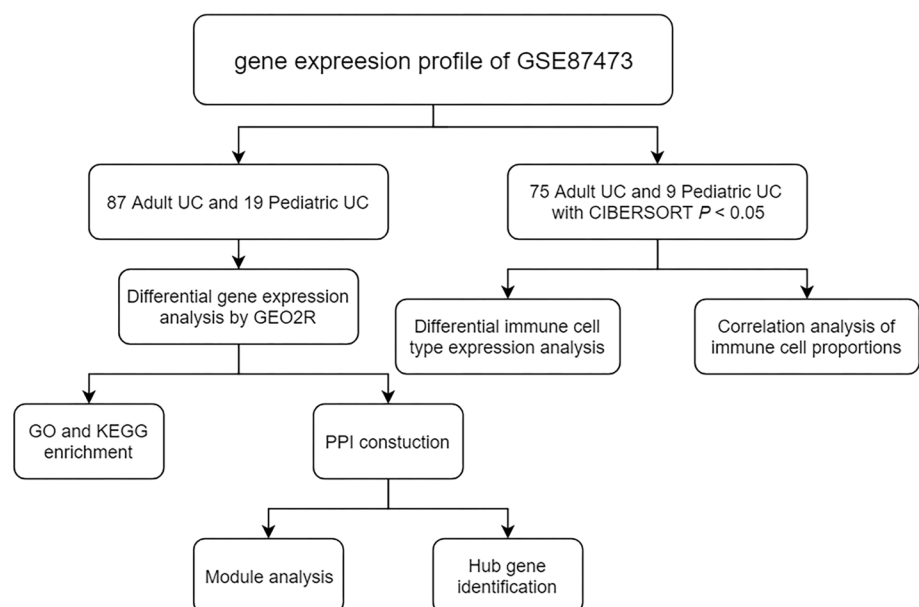 gene expreesion profile of GSE87473
87 Adult UC and 19 Pediatric UC
75 Adult UC and 9 Pediatric UC
with CIBERSORT P < 0.05
Differential gene expression
analysis by GEO2R
Differential immune cell
type expression analysis
Correlation analysis of
immune cell proportions
GO and KEGG
enrichment
PPI constuction
Module analysis
Hub gene
identification